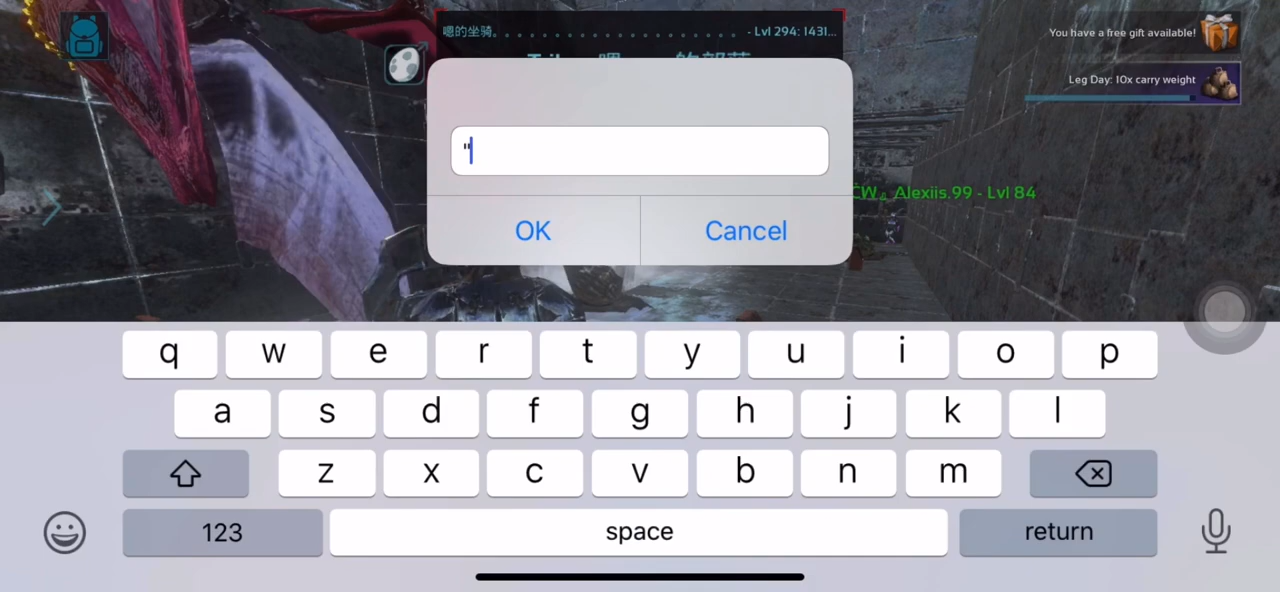 嗯的坐骑。 - Lvl 294: 1431...
You have a free gift available!
Leg Day: 10x carry weight
"
OK Cancel
Alexiis.99 - Lvl 84
q w e r t y u i o p
a s d f g h j k l
z x c v b n m
123 space return